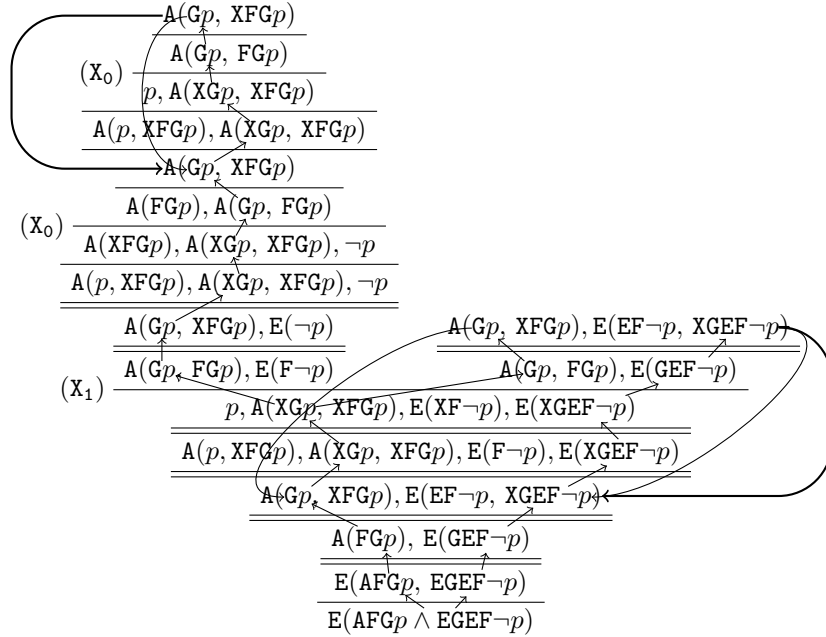 A(Gp, XFGp)
A(Gp, FGp)
(X₀)
p, A(XGp, XFGp)
A(p, XFGp), A(XGp, XFGp)
A(Gp, XFGp)
A(FGp), A(Gp, FGp)
(X₀)
A(XFGp), A(XGp, XFGp), ¬p
A(p, XFGp), A(XGp, XFGp), ¬p
A(Gp, XFGp), E(¬p) A(Gp, XFGp), E(EF¬p, XGEF¬p)
A(Gp, FGp), E(F¬p) A(Gp, FGp), E(GEF¬p)
(X₁)
p, A(XGp, XFGp), E(XF¬p), E(XGEF¬p)
A(p, XFGp), A(XGp, XFGp), E(F¬p), E(XGEF¬p)
A(Gp, XFGp), E(EF¬p, XGEF¬p)
A(FGp), E(GEF¬p)
E(AFGp, EGEF¬p)
E(AFGp ∧ EGEF¬p)